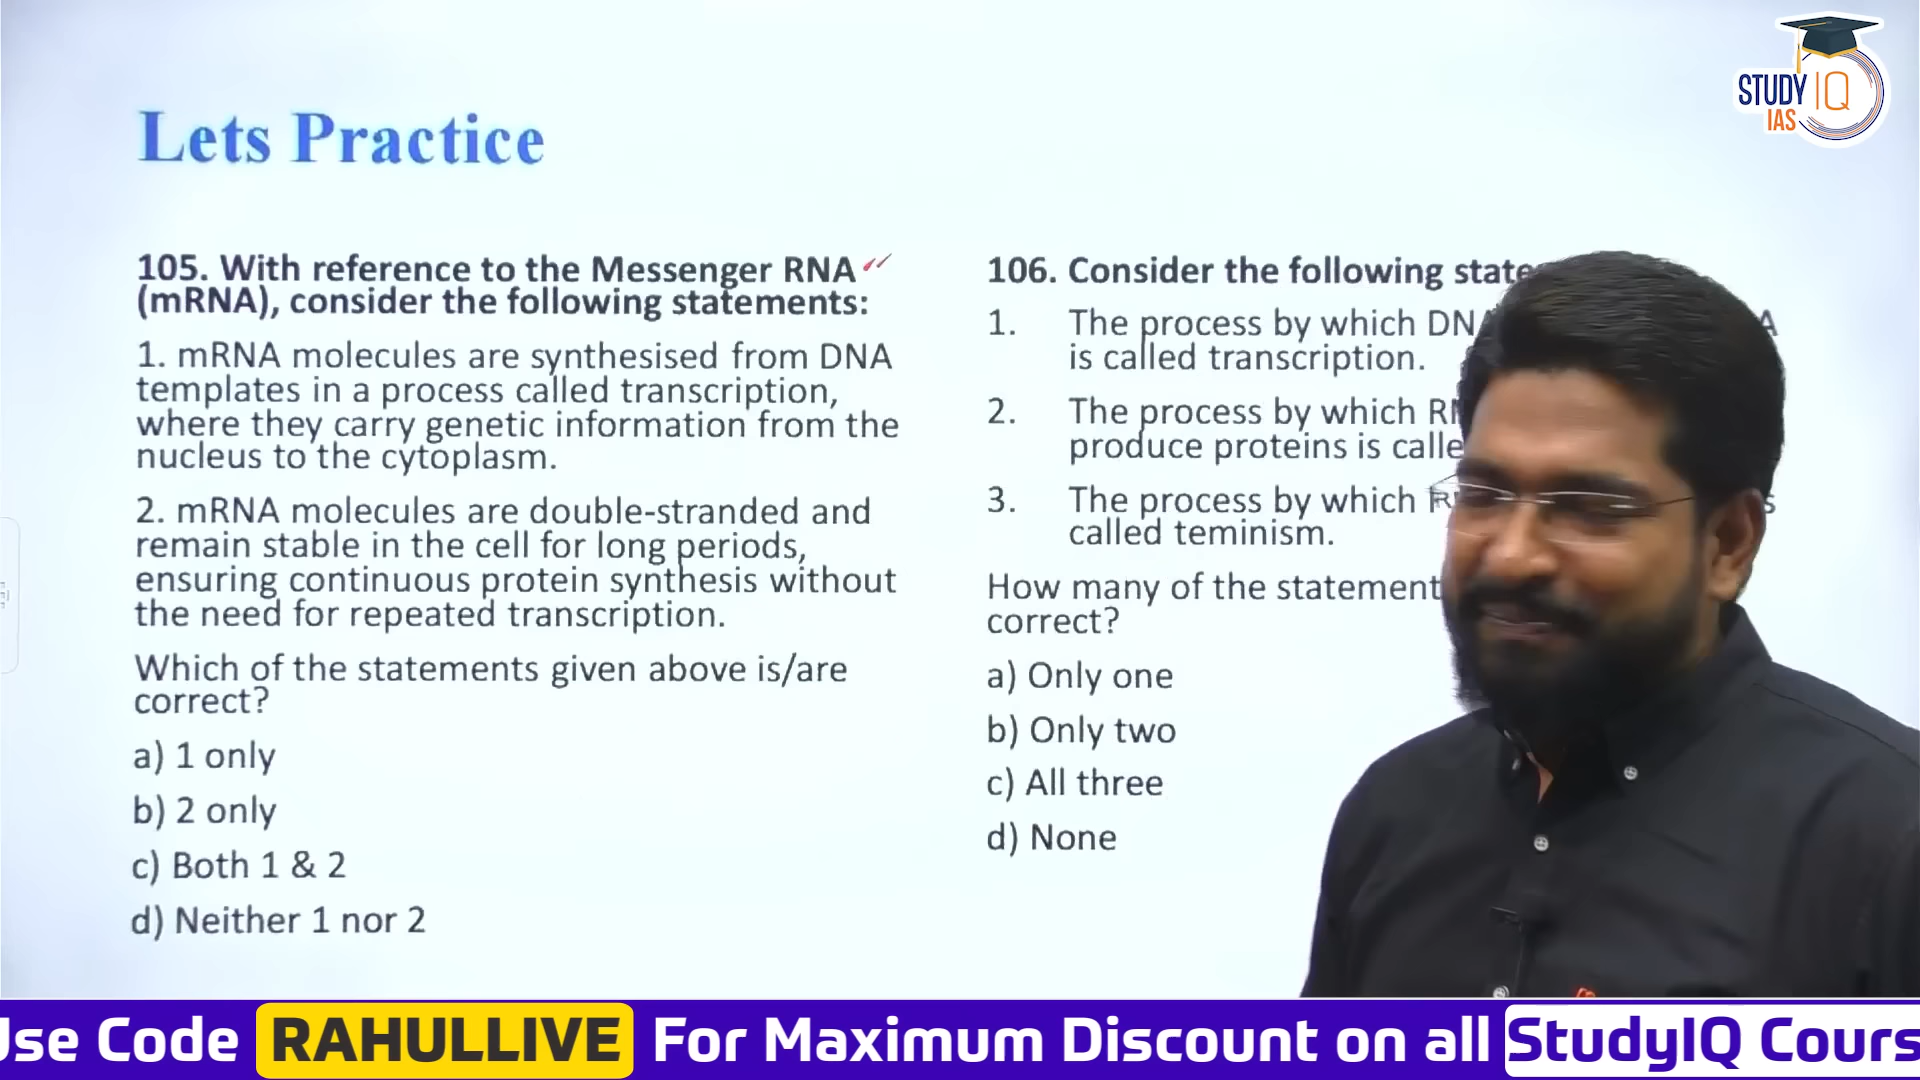 STUDY IQ
IAS
Lets Practice
105. With reference to the Messenger RNA
(mRNA), consider the following statements:
1. mRNA molecules are synthesised from DNA
templates in a process called transcription,
where they carry genetic information from the
nucleus to the cytoplasm.
2. mRNA molecules are double-stranded and
remain stable in the cell for long periods,
ensuring continuous protein synthesis without
the need for repeated transcription.
Which of the statements given above is/are
correct?
a) 1 only
b) 2 only
c) Both 1 & 2
d) Neither 1 nor 2
106. Consider the following
1. The process by which
is called transcription.
2. The process by which
produce proteins is
3. The process by which
called teminism.
How many of the
correct?
a) Only one
b) Only two
c) All three
d) None
Use Code RAHULLIVE For Maximum Discount on all StudyIQ